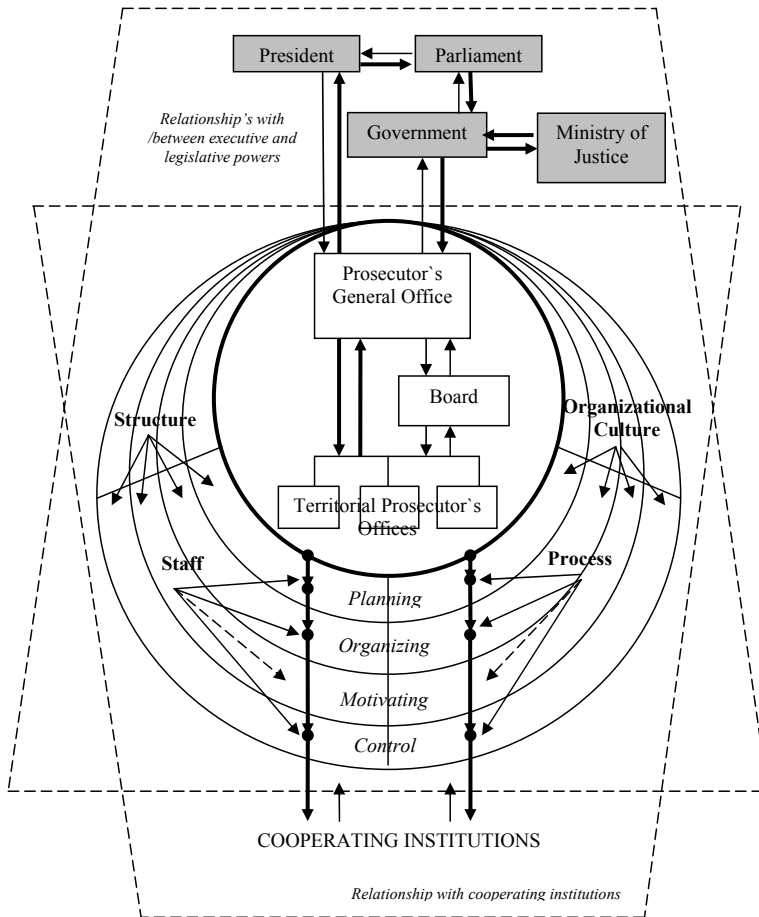 President
Parliament
Relationship's with
/between executive and
legislative powers
Government
Ministry of
Justice
Prosecutor`s
General Office
Board
Structure
Organizational
Culture
Territorial Prosecutor`s
Offices
Staff
Process
Planning
Organizing
Motivating
Control
COOPERATING INSTITUTIONS
Relationship with cooperating institutions